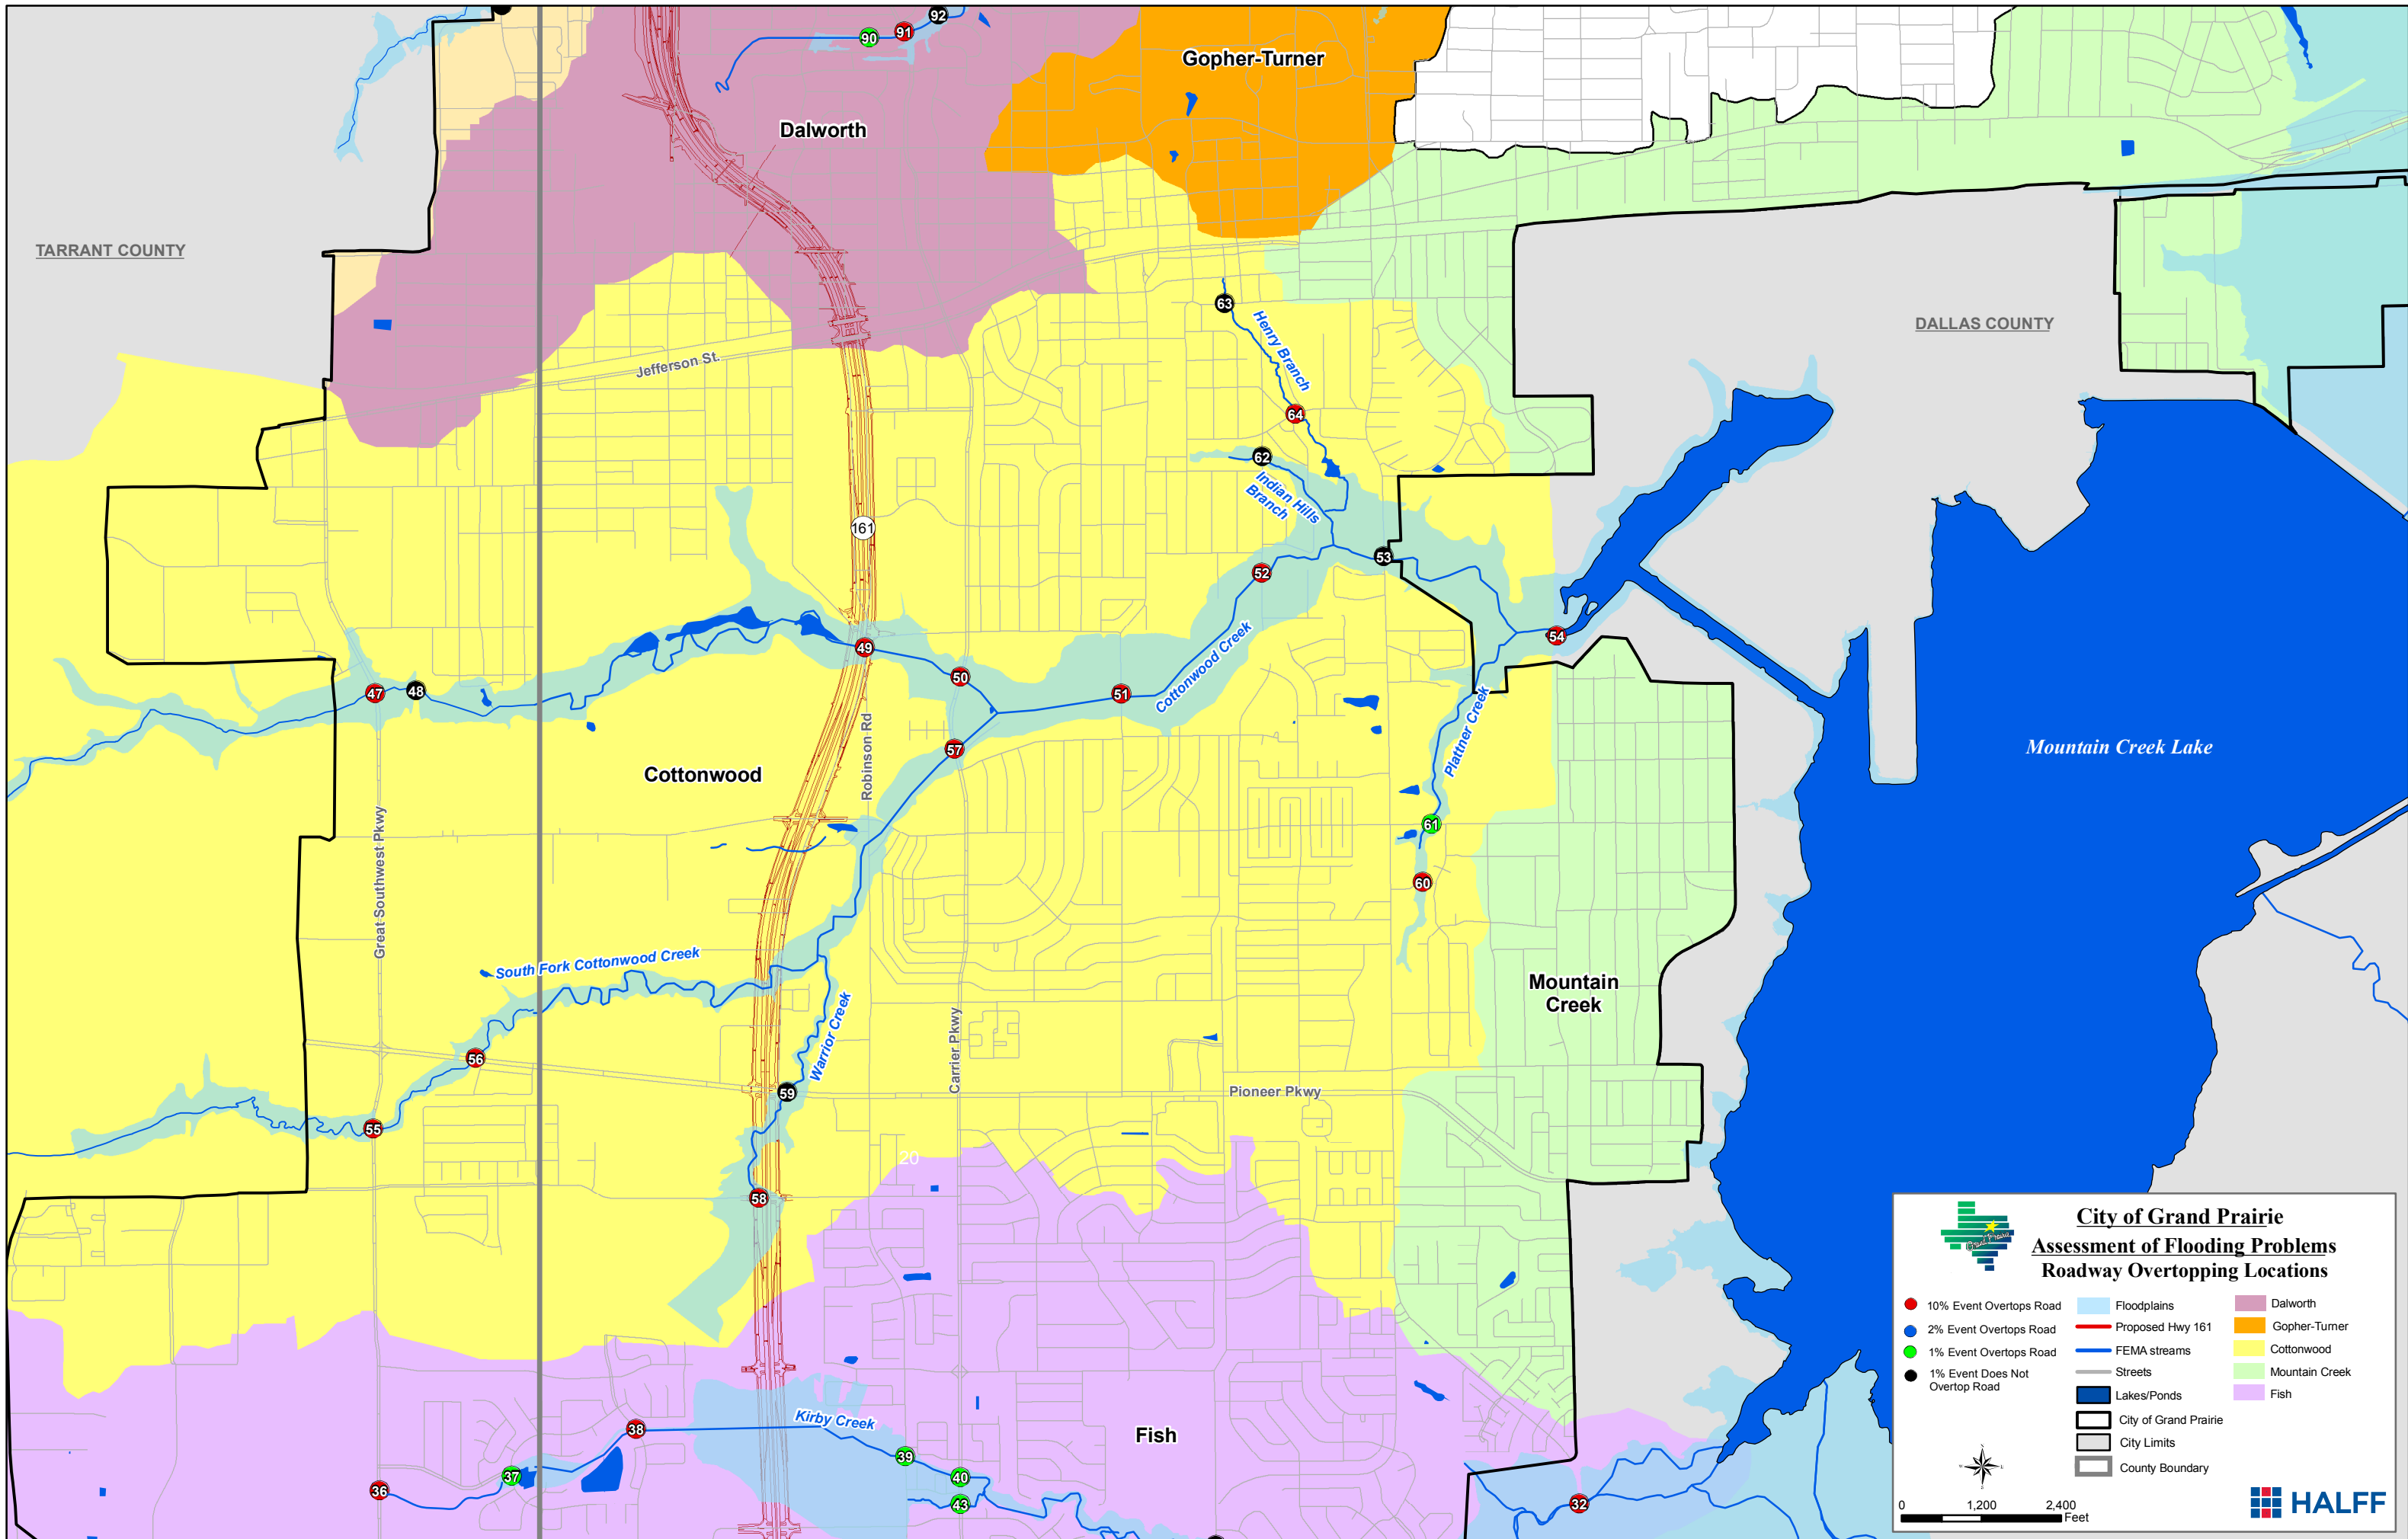 92
91
90
Gopher-Turner
Dalworth
TARRANT COUNTY
63
DALLAS COUNTY
Henry Branch
Jefferson St.
64
62
Indian Hills
Branch
161
53
52
54
49
50
Cottonwood Creek
47
48
51
Plattner Creek
Robinson Rd
57
Mountain Creek Lake
Cottonwood
61
Great Southwest Pkwy
60
South Fork Cottonwood Creek
Mountain
Creek
Warrior Creek
Carrier Pkwy
56
59
Pioneer Pkwy
55
20
58
Kirby Creek
38
Fish
39
37
40
36
43
32
City of Grand Prairie
Assessment of Flooding Problems
Roadway Overtopping Locations
Grand Prairie
10% Event Overtops Road
2% Event Overtops Road
1% Event Overtops Road
1% Event Does Not
Overtop Road
Floodplains
Proposed Hwy 161
FEMA streams
Streets
Lakes/Ponds
City of Grand Prairie
City Limits
County Boundary
Dalworth
Gopher-Turner
Cottonwood
Mountain Creek
Fish
0 1,200 2,400
Feet
HALFF